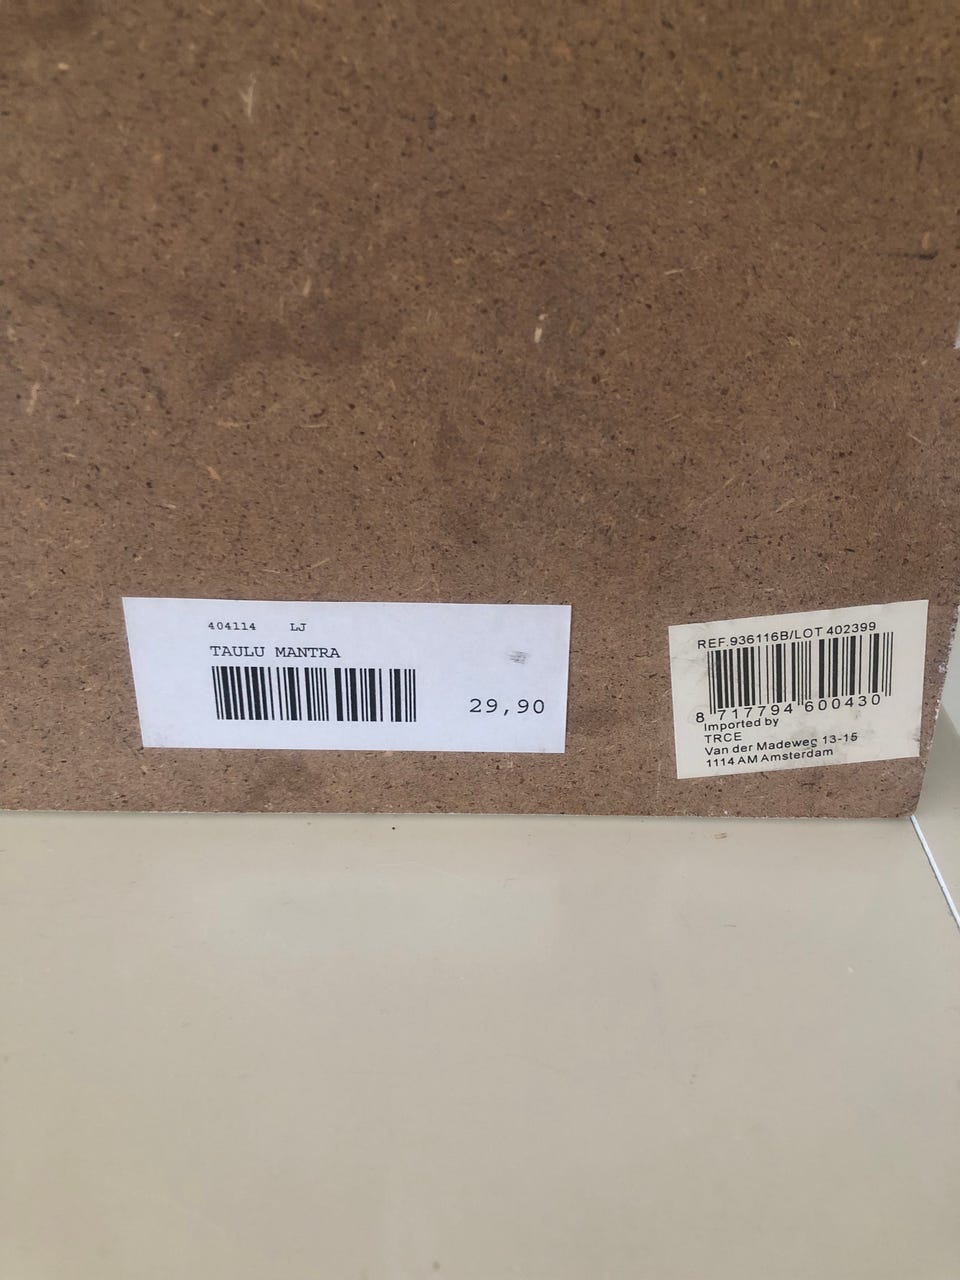 404114 LJ
TAULU MANTRA
29,90
REF.936116B/LOT 402399
8 717794 600430
Imported by
TRCE
Van der Madeweg 13-15
1114 AM Amsterdam